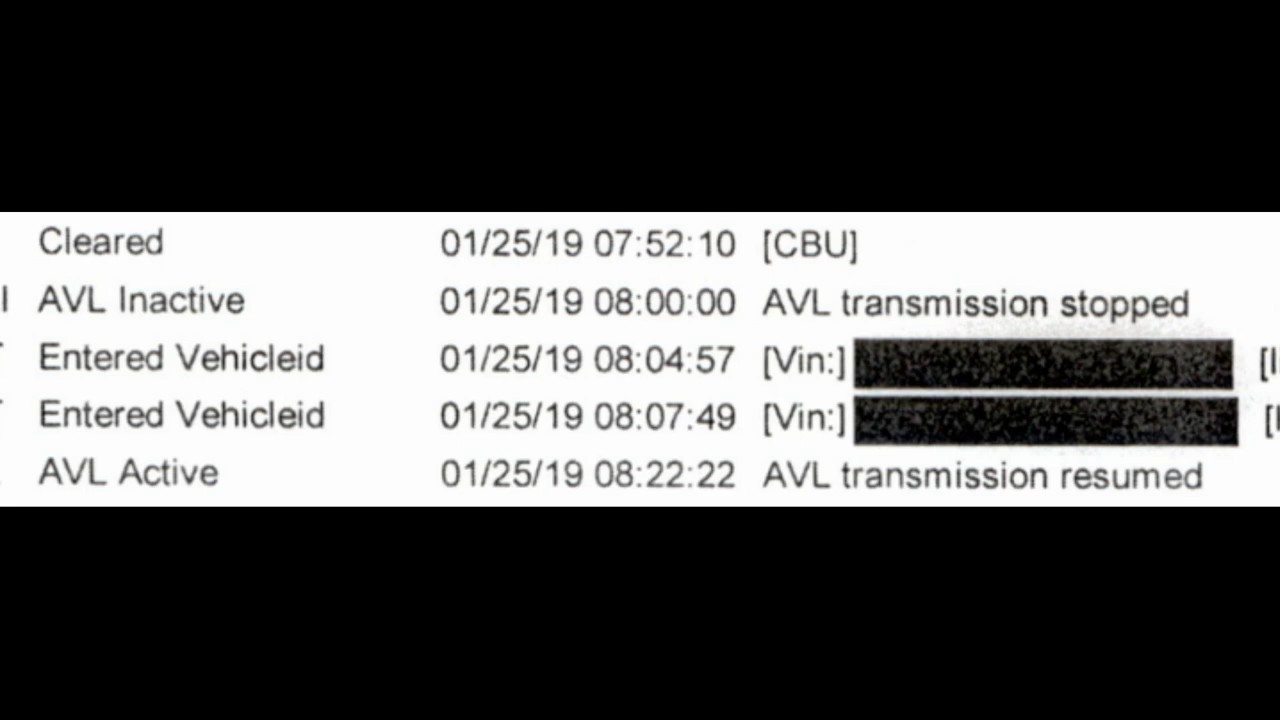 Cleared 01/25/19 07:52:10 [CBU]
AVL Inactive 01/25/19 08:00:00 AVL transmission stopped
Entered Vehicleid 01/25/19 08:04:57 [Vin:]
Entered Vehicleid 01/25/19 08:07:49 [Vin:]
AVL Active 01/25/19 08:22:22 AVL transmission resumed